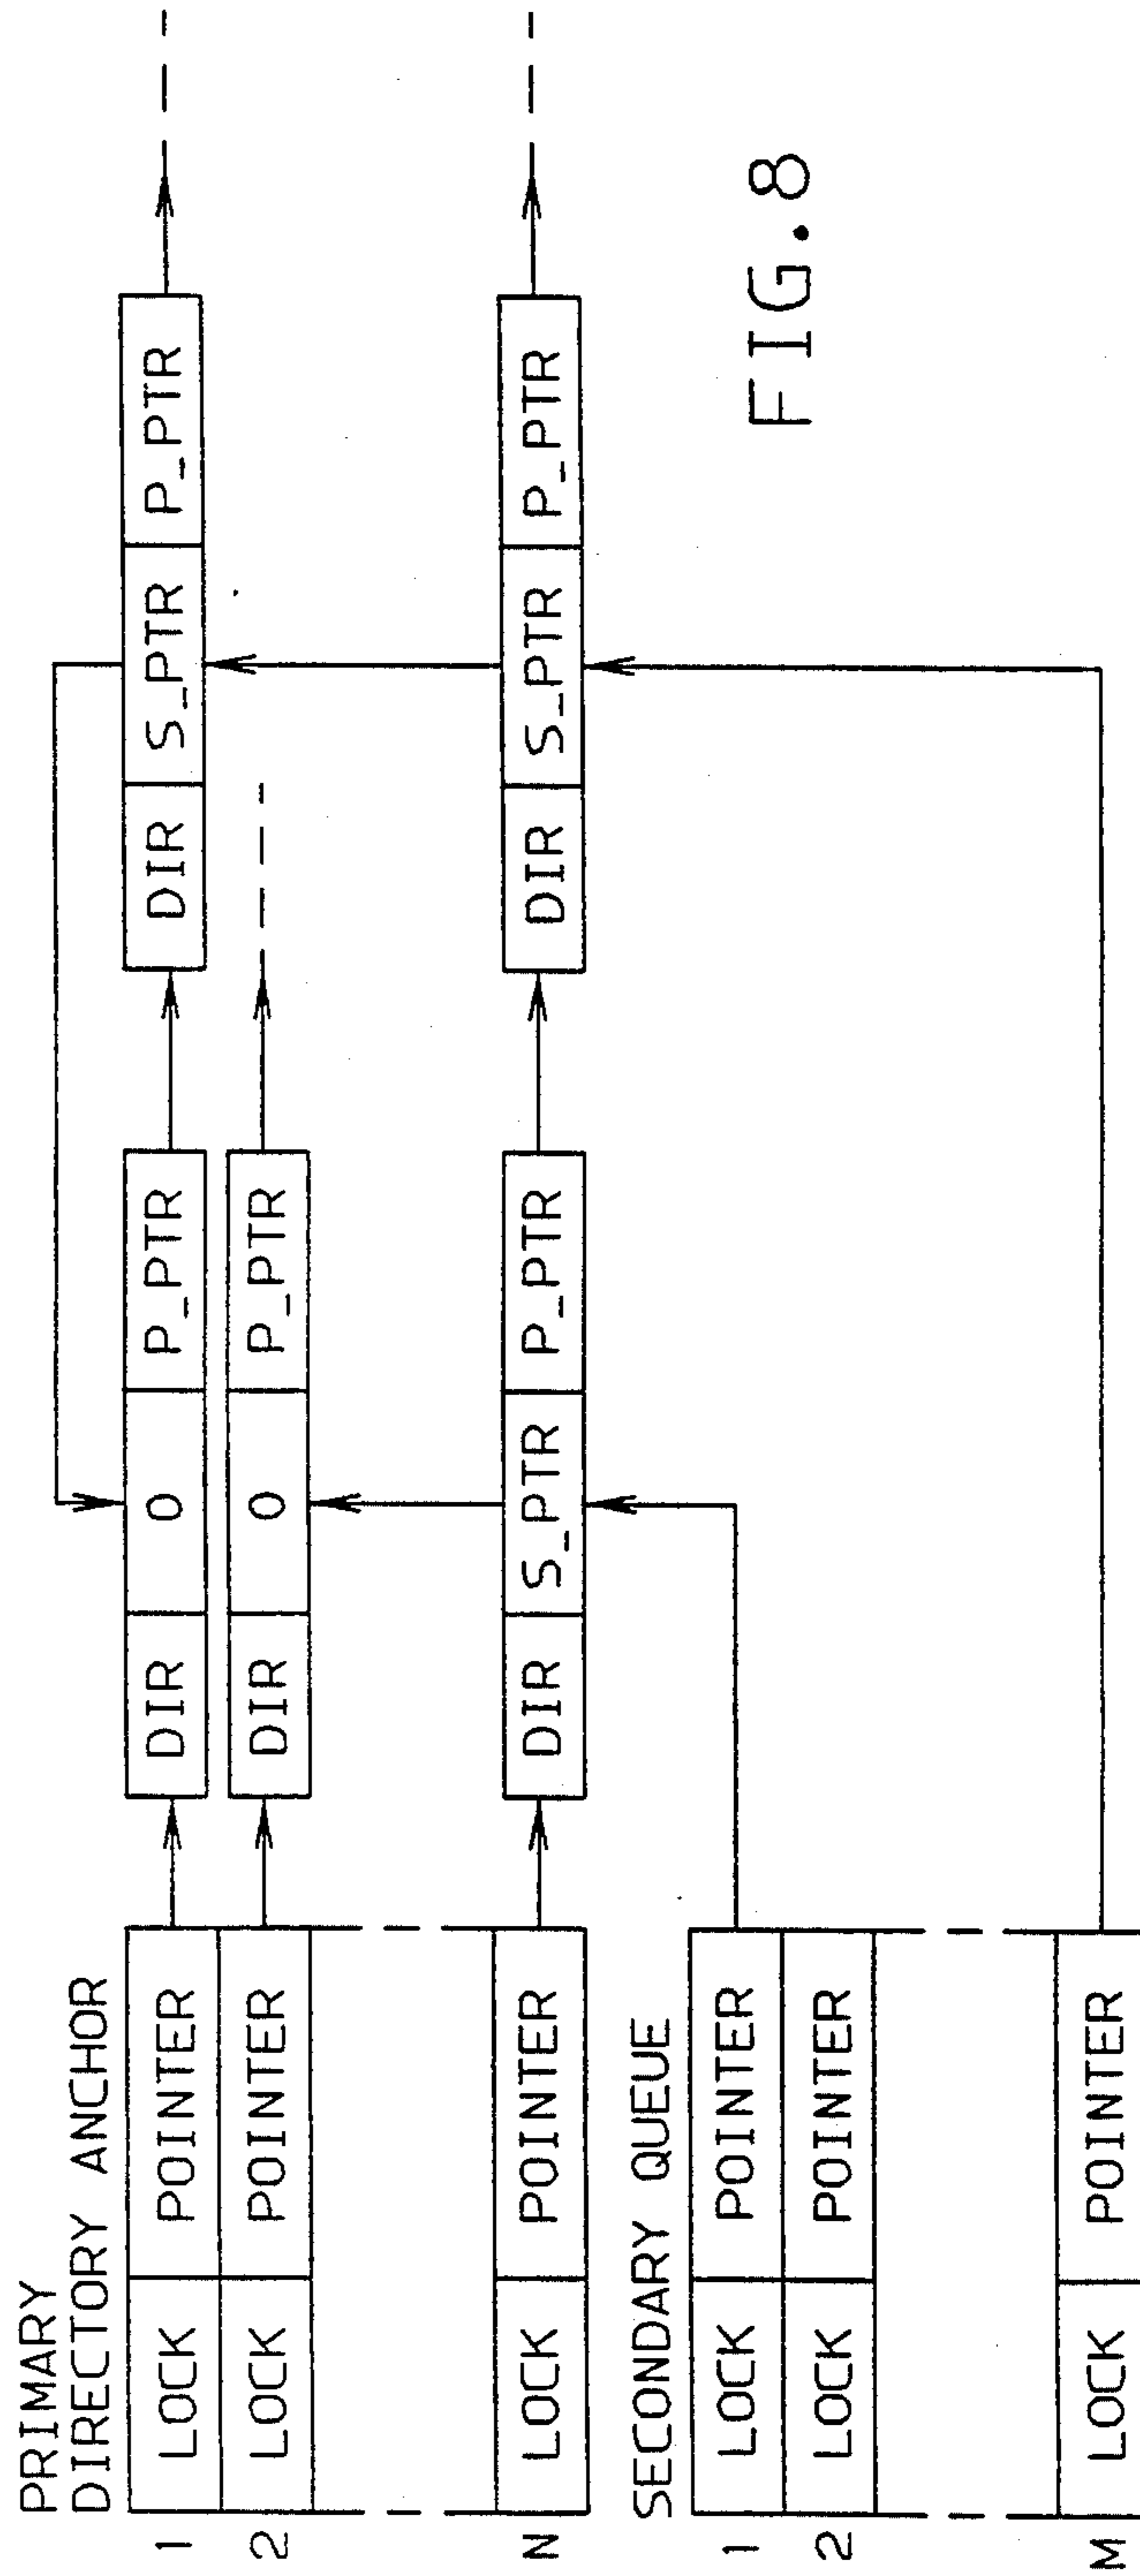 PRIMARY
DIRECTORY ANCHOR
1 LOCK POINTER DIR 0 P_PTR DIR S_PTR P_PTR
2 LOCK POINTER DIR 0 P_PTR
N LOCK POINTER DIR S_PTR P_PTR DIR S_PTR P_PTR
SECONDARY QUEUE
1 LOCK POINTER
2 LOCK POINTER
M LOCK POINTER
FIG.8